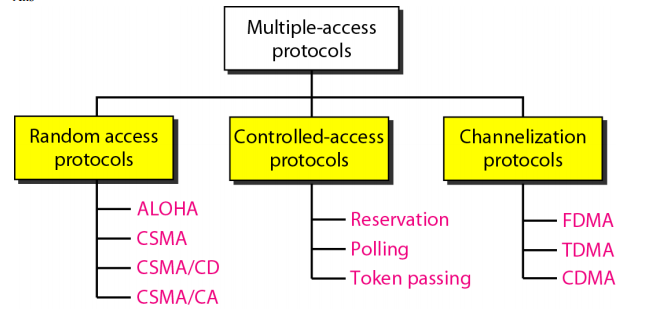 Multiple-access
protocols
Random access
protocols
Controlled-access
protocols
Channelization
protocols
ALOHA
CSMA
CSMA/CD
CSMA/CA
Reservation
Polling
Token passing
FDMA
TDMA
CDMA